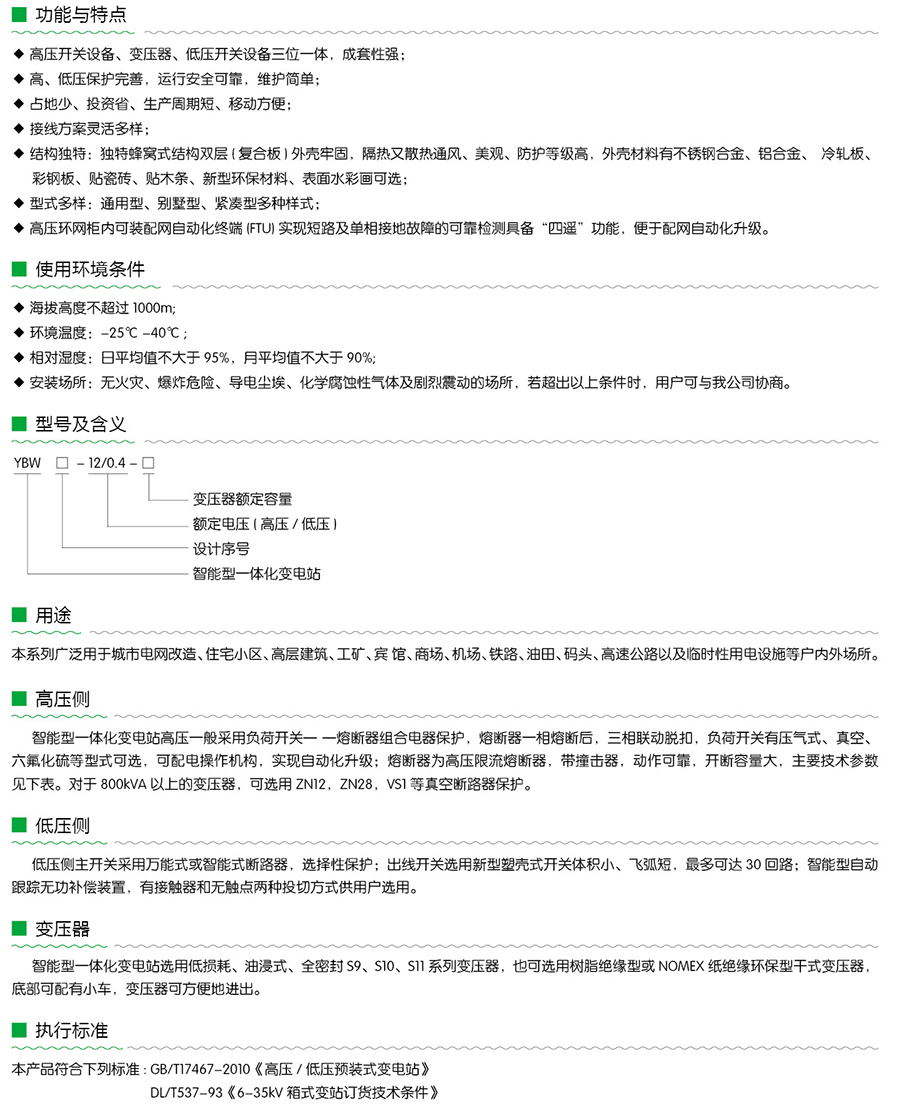 功能与特点
◆ 高压开关设备、变压器、低压开关设备三位一体，成套性强；
◆ 高、低压保护完善，运行安全可靠，维护简单；
◆ 占地少、投资省、生产周期短、移动方便；
◆ 接线方案灵活多样；
◆ 结构独特：独特蜂窝式结构双层 ( 复合板 ) 外壳牢固，隔热又散热通风、美观、防护等级高，外壳材料有不锈钢合金、铝合金、 冷轧板、
彩钢板、贴瓷砖、贴木条、新型环保材料、表面水彩画可选；
◆ 型式多样：通用型、别墅型、紧凑型多种样式；
◆ 高压环网柜内可装配网自动化终端 (FTU) 实现短路及单相接地故障的可靠检测具备“四遥”功能，便于配网自动化升级。
使用环境条件
◆ 海拔高度不超过 1000m;
◆ 环境温度：-25℃ -40℃ ;
◆ 相对湿度：日平均值不大于 95%，月平均值不大于 90%;
◆ 安装场所：无火灾、爆炸危险、导电尘埃、化学腐蚀性气体及剧烈震动的场所，若超出以上条件时，用户可与我公司协商。
型号及含义
YBW □ - 12/0.4 - □
变压器额定容量
额定电压 ( 高压 / 低压 )
设计序号
智能型一体化变电站
用途
本系列广泛用于城市电网改造、住宅小区、高层建筑、工矿、宾 馆、商场、机场、铁路、油田、码头、高速公路以及临时性用电设施等户内外场所。
高压侧
智能型一体化变电站高压一般采用负荷开关一 一熔断器组合电器保护，熔断器一相熔断后，三相联动脱扣，负荷开关有压气式、真空、
六氟化硫等型式可选，可配电操作机构，实现自动化升级；熔断器为高压限流熔断器，带撞击器，动作可靠，开断容量大，主要技术参数
见下表。对于 800kVA 以上的变压器，可选用 ZN12，ZN28，VS1 等真空断路器保护。
低压侧
低压侧主开关采用万能式或智能式断路器，选择性保护；出线开关选用新型塑壳式开关体积小、飞弧短，最多可达 30 回路；智能型自动
跟踪无功补偿装置，有接触器和无触点两种投切方式供用户选用。
变压器
智能型一体化变电站选用低损耗、油浸式、全密封 S9、S10、S11 系列变压器，也可选用树脂绝缘型或 NOMEX 纸绝缘环保型干式变压器，
底部可配有小车，变压器可方便地进出。
执行标准
本产品符合下列标准 : GB/T17467-2010《高压 / 低压预装式变电站》
DL/T537-93《6-35kV 箱式变站订货技术条件》